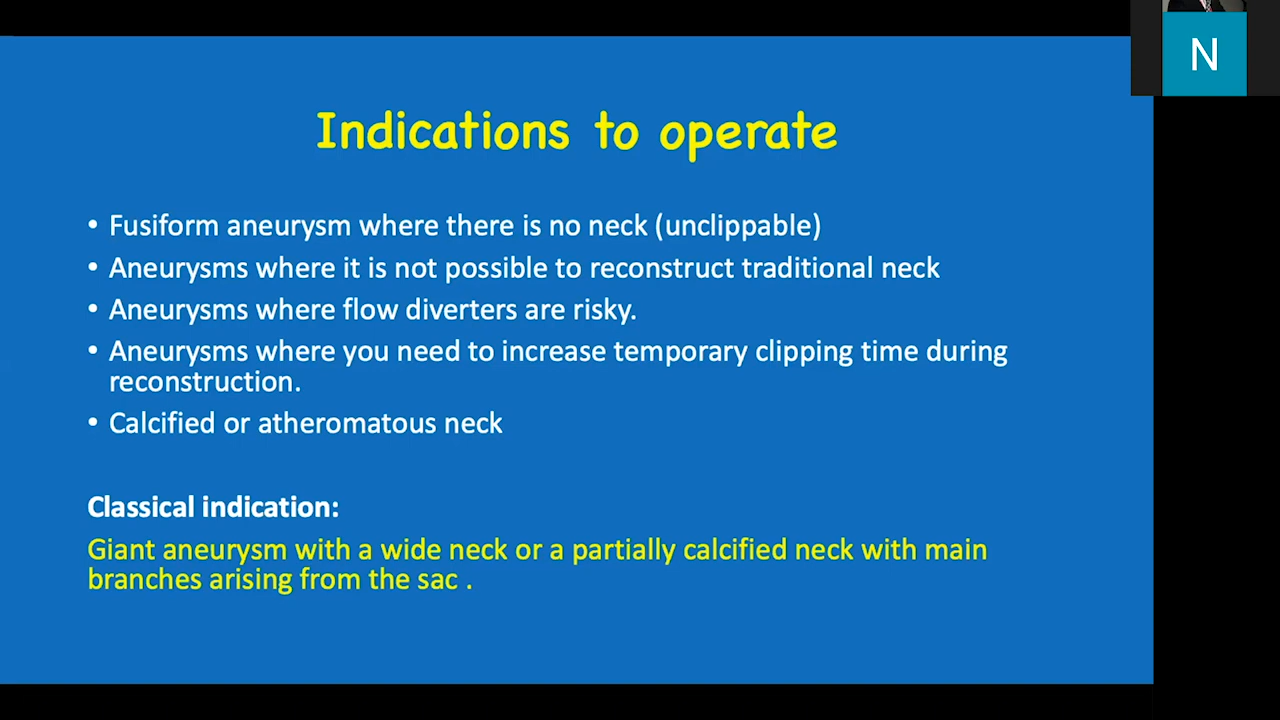 N
Indications to operate
• Fusiform aneurysm where there is no neck (unclippable)
• Aneurysms where it is not possible to reconstruct traditional neck
• Aneurysms where flow diverters are risky.
• Aneurysms where you need to increase temporary clipping time during
reconstruction.
• Calcified or atheromatous neck
Classical indication:
Giant aneurysm with a wide neck or a partially calcified neck with main
branches arising from the sac .